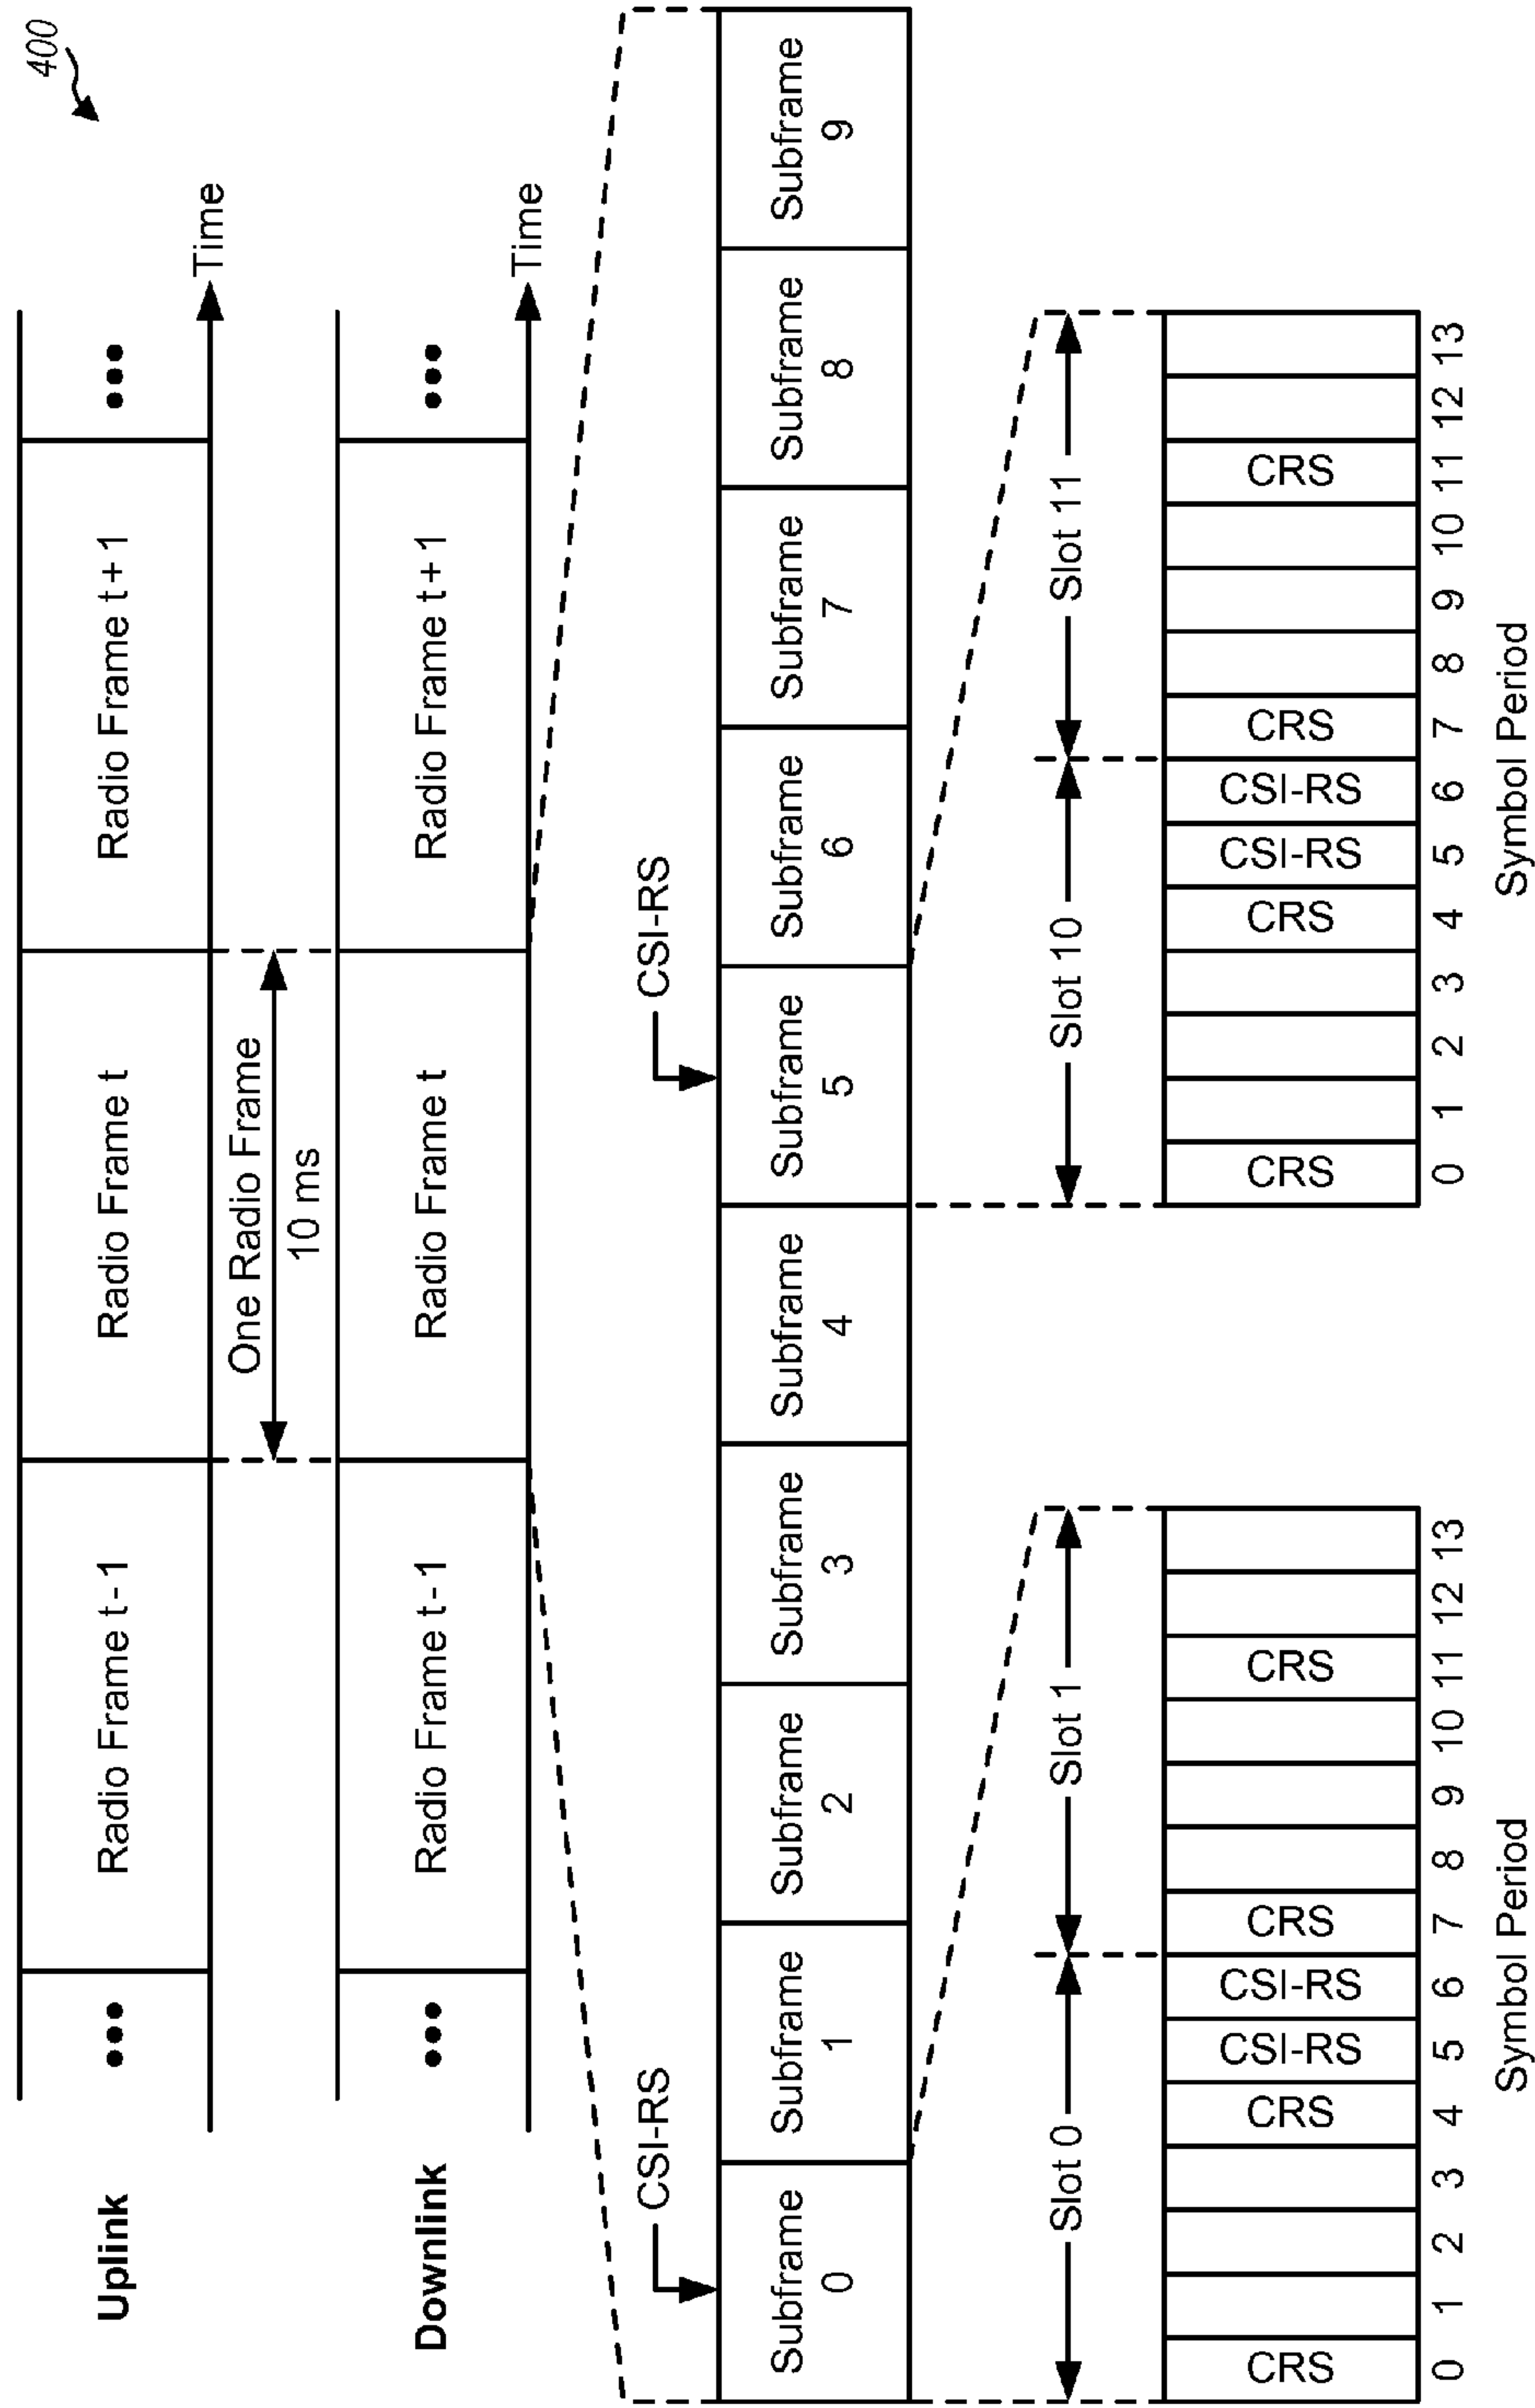 400
Uplink
••• Radio Frame t-1 Radio Frame t Radio Frame t+1 •••
Time
One Radio Frame
10 ms
Downlink
••• Radio Frame t-1 Radio Frame t Radio Frame t+1 •••
Time
CSI-RS CSI-RS
Subframe Subframe Subframe Subframe Subframe Subframe Subframe Subframe Subframe Subframe
0 1 2 3 4 5 6 7 8 9
Slot 0 Slot 1 Slot 10 Slot 11
CRS CRS CSI-RS CSI-RS CRS CRS CRS CRS CSI-RS CSI-RS CRS CRS
0 1 2 3 4 5 6 7 8 9 10 11 12 13 0 1 2 3 4 5 6 7 8 9 10 11 12 13
Symbol Period Symbol Period